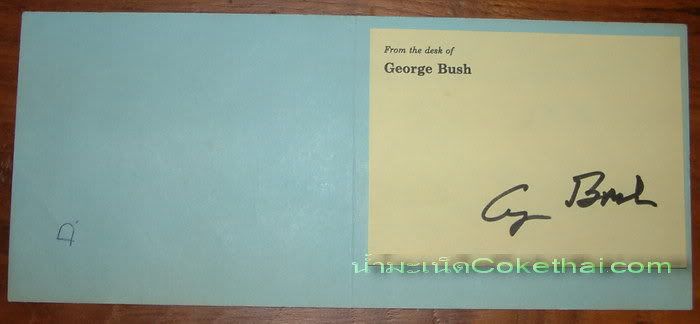 From the desk of
George Bush
G Bush
น้ำมะเน็ดCokethai.com